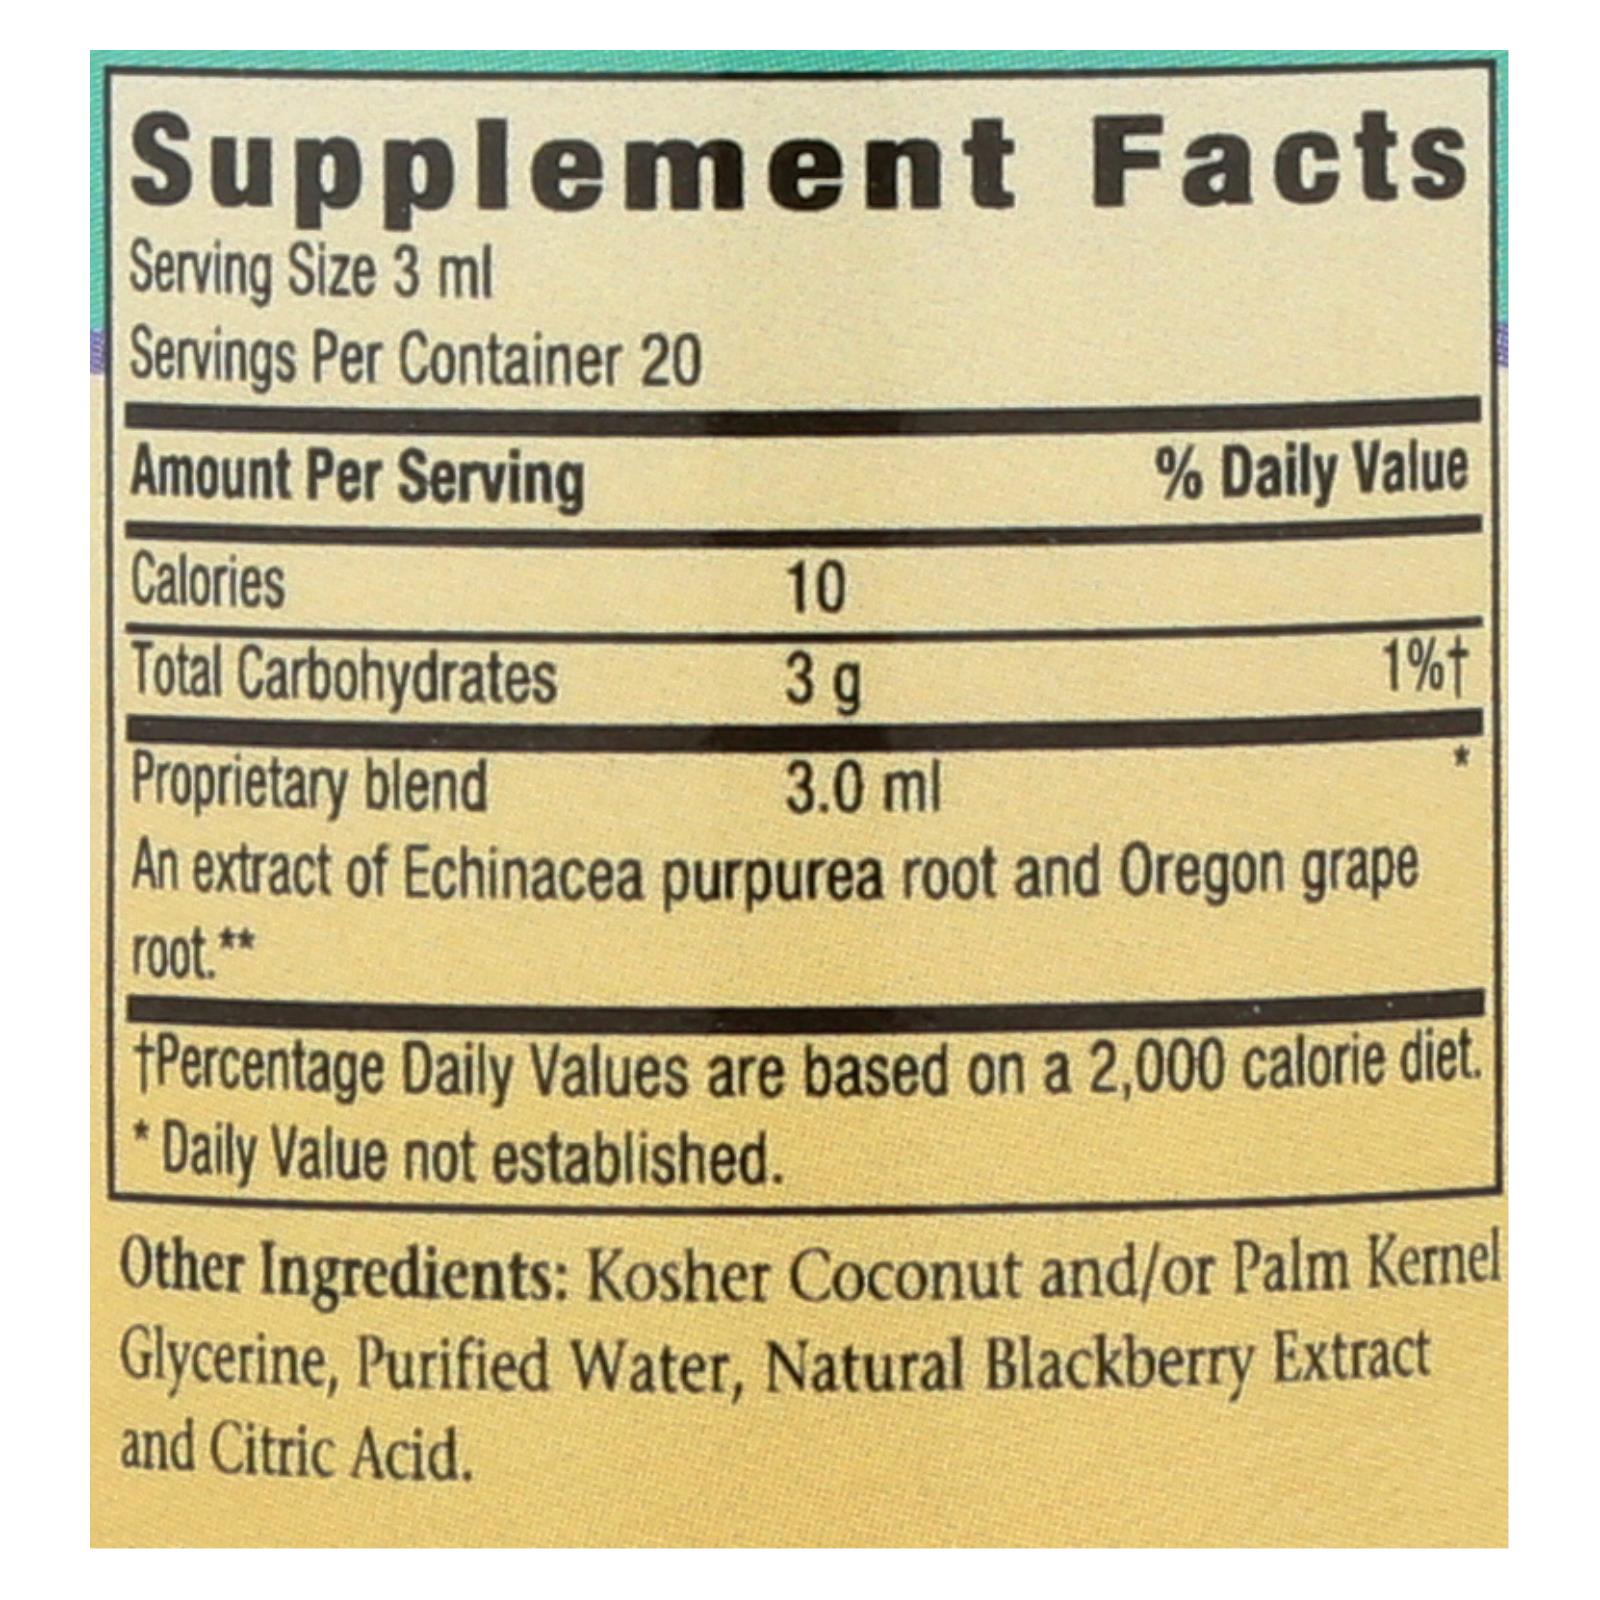 Supplement Facts
Serving Size 3 ml
Servings Per Container 20
Amount Per Serving % Daily Value
Calories 10
Total Carbohydrates 3 g 1%†
Proprietary blend 3.0 ml *
An extract of Echinacea purpurea root and Oregon grape
root.**
†Percentage Daily Values are based on a 2,000 calorie diet.
* Daily Value not established.
Other Ingredients: Kosher Coconut and/or Palm Kernel
Glycerine, Purified Water, Natural Blackberry Extract
and Citric Acid.